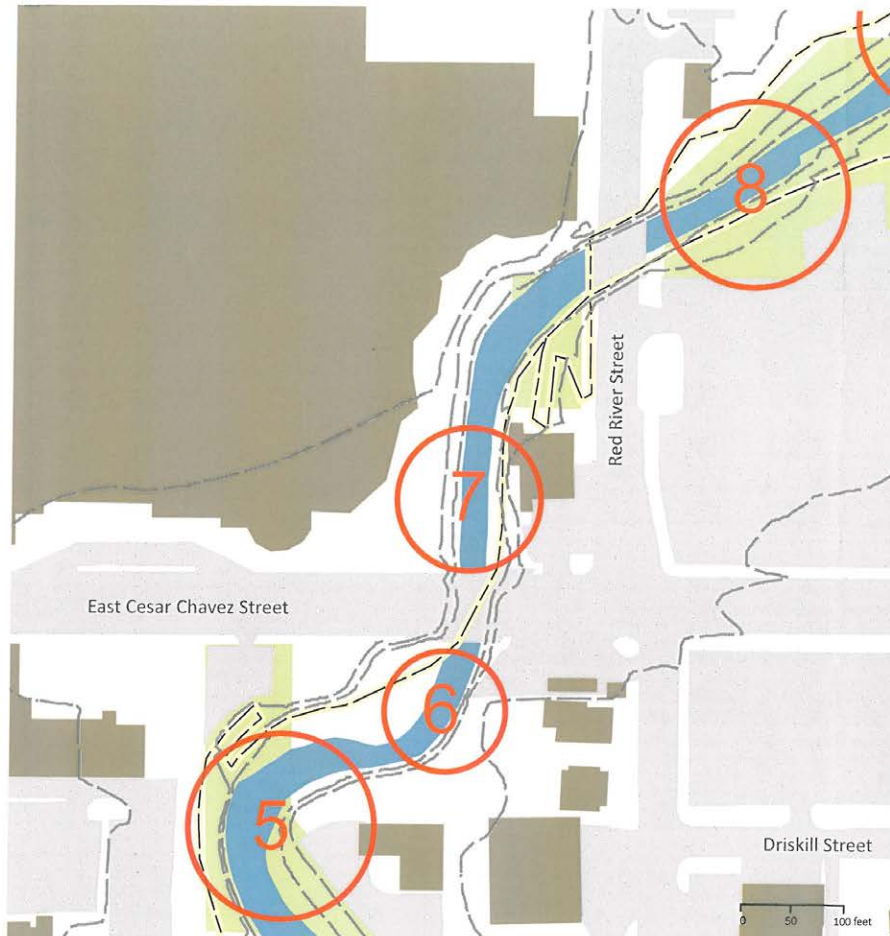 8
Red River Street
7
East Cesar Chavez Street
6
5
Driskill Street
0 50 100 feet